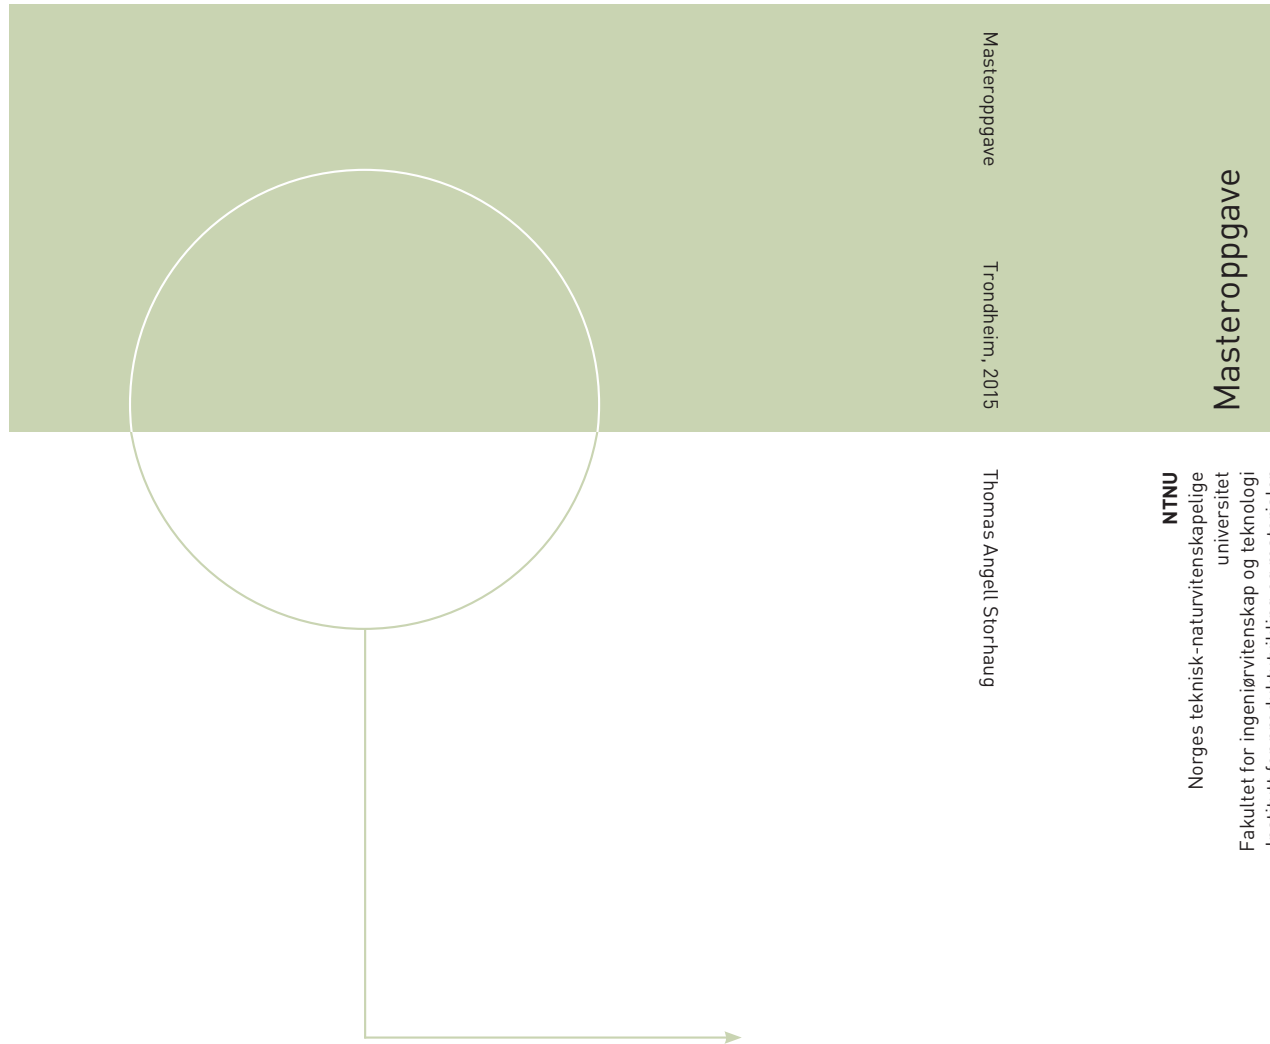 Masteroppgave
Trondheim, 2015
Thomas Angell Storhaug
Masteroppgave
NTNU
Norges teknisk-naturvitenskapelige
universitet
Fakultet for ingeniørvitenskap og teknologi